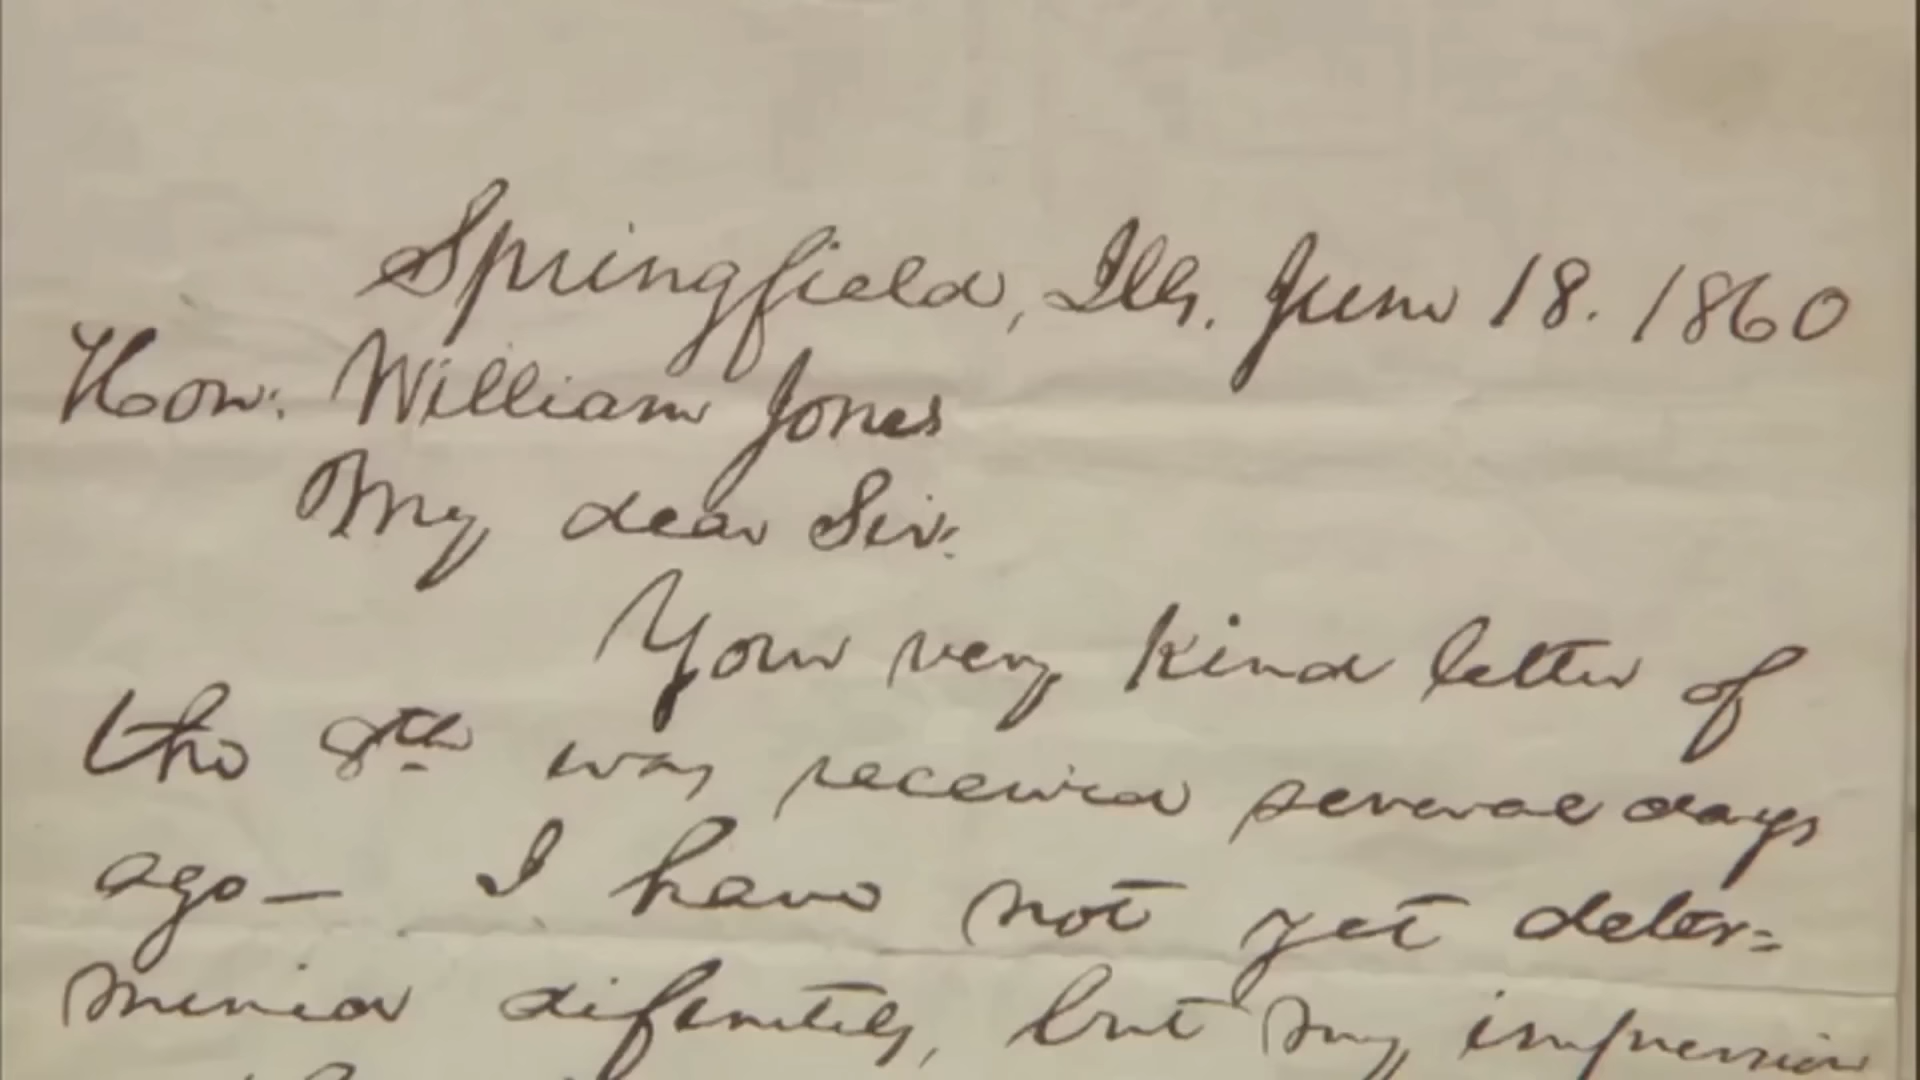 Springfield, Ills. June 18. 1860
Hon. William Jones
My dear Sir:
Your very kind letter of
the 8th was received several days
ago— I have not yet deter=
mined difinitely, but my impression